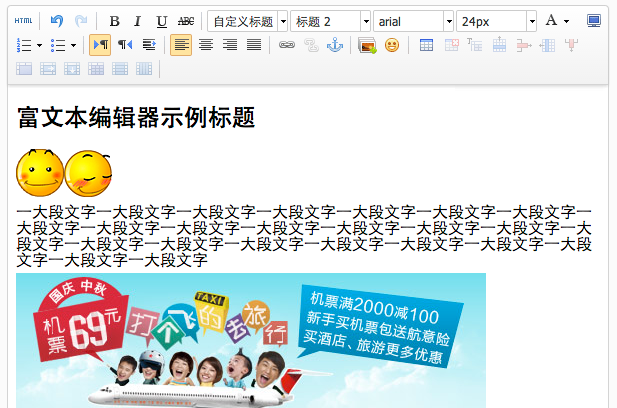 HTML B I U ABC 自定义标题 标题 2 arial 24px A
富文本编辑器示例标题
一大段文字一大段文字一大段文字一大段文字一大段文字一大段文字一大段文字一
大段文字一大段文字一大段文字一大段文字一大段文字一大段文字一大段文字一大
段文字一大段文字一大段文字一大段文字一大段文字一大段文字一大段文字一大段
文字一大段文字一大段文字
国庆 中秋
机票69元
打个飞的去旅行
TAXI
机票满2000减100
新手买机票包送航意险
买酒店、旅游更多优惠